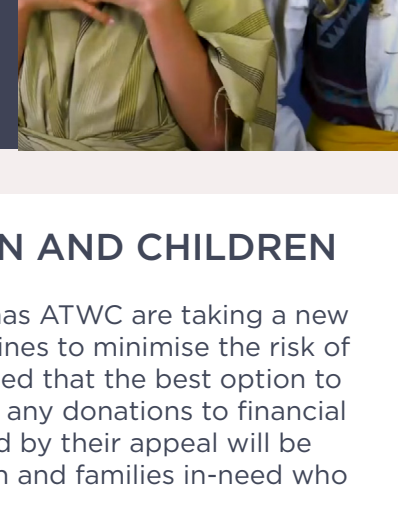 N AND CHILDREN
as ATWC are taking a new
ines to minimise the risk of
ed that the best option to
any donations to financial
d by their appeal will be
n and families in-need who